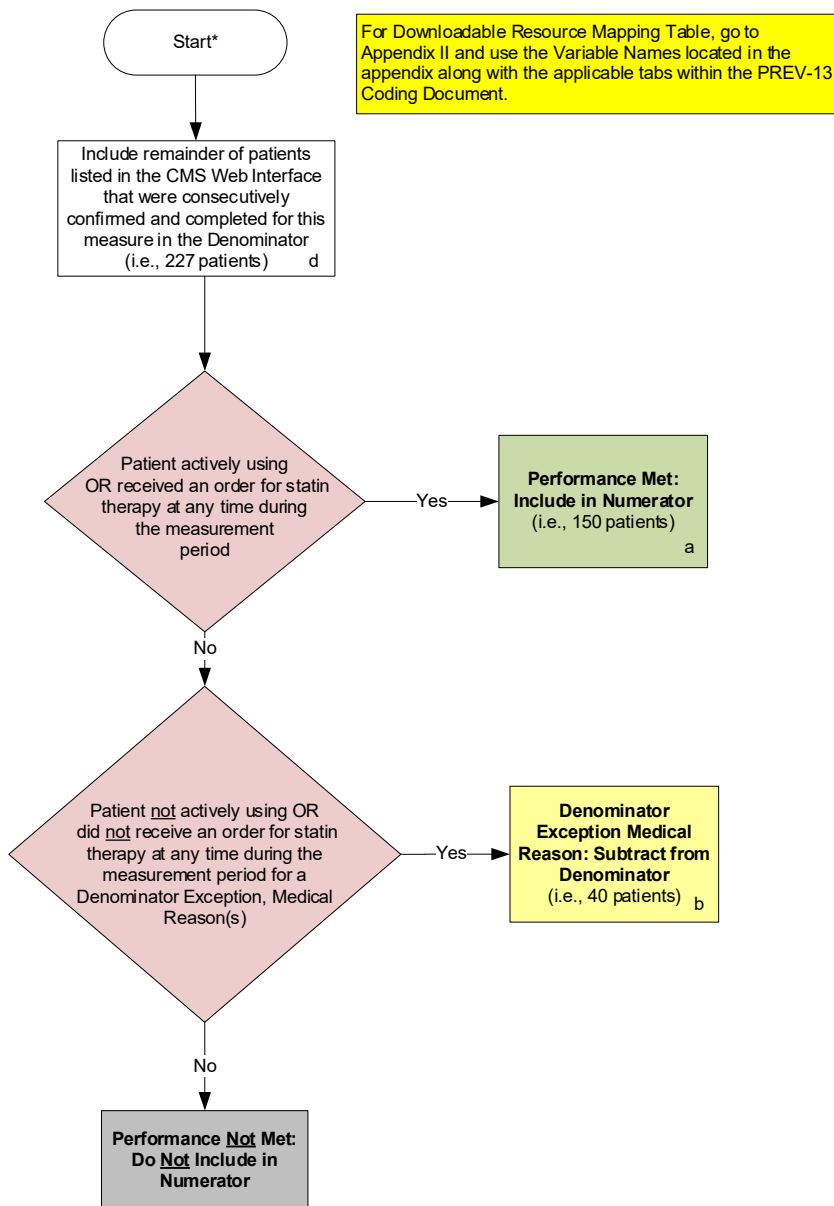 Start*
For Downloadable Resource Mapping Table, go to
Appendix II and use the Variable Names located in the
appendix along with the applicable tabs within the PREV-13
Coding Document.
Include remainder of patients
listed in the CMS Web Interface
that were consecutively
confirmed and completed for this
measure in the Denominator
(i.e., 227 patients) d
Patient actively using
OR received an order for statin
therapy at any time during
the measurement
period
Yes
Performance Met:
Include in Numerator
(i.e., 150 patients)
a
No
Patient not actively using OR
did not receive an order for statin
therapy at any time during the
measurement period for a
Denominator Exception, Medical
Reason(s)
Yes
Denominator
Exception Medical
Reason: Subtract from
Denominator
(i.e., 40 patients) b
No
Performance Not Met:
Do Not Include in
Numerator